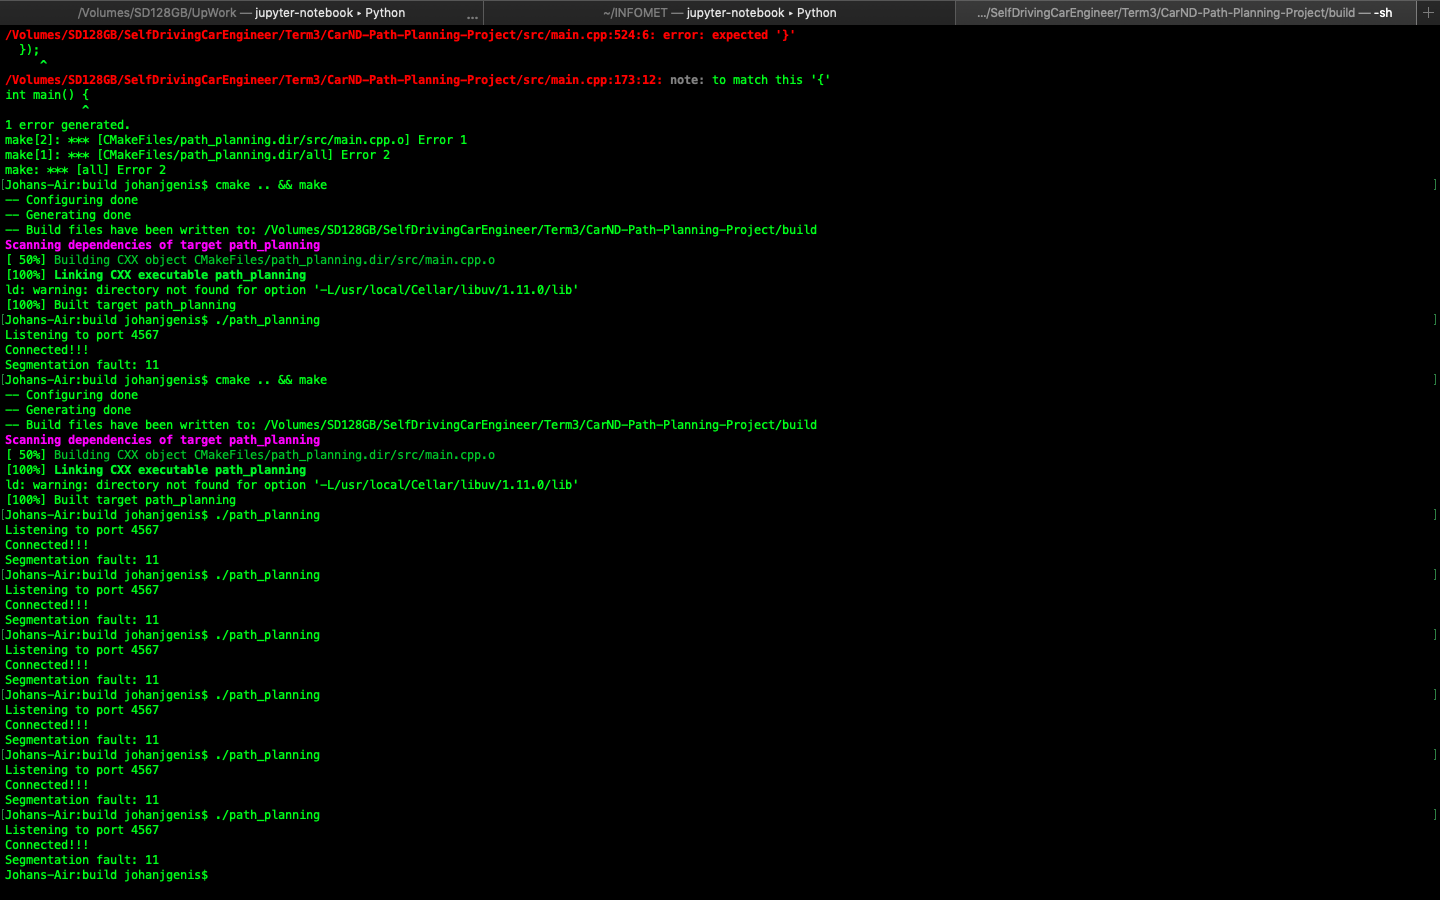 /Volumes/SD128GB/UpWork — jupyter-notebook ▸ Python ... ~/INFOMET — jupyter-notebook ▸ Python .../SelfDrivingCarEngineer/Term3/CarND-Path-Planning-Project/build — -sh +
/Volumes/SD128GB/SelfDrivingCarEngineer/Term3/CarND-Path-Planning-Project/src/main.cpp:524:6: error: expected '}'
  });
     ^
/Volumes/SD128GB/SelfDrivingCarEngineer/Term3/CarND-Path-Planning-Project/src/main.cpp:173:12: note: to match this '{'
int main() {
           ^
1 error generated.
make[2]: *** [CMakeFiles/path_planning.dir/src/main.cpp.o] Error 1
make[1]: *** [CMakeFiles/path_planning.dir/all] Error 2
make: *** [all] Error 2
[Johans-Air:build johanjgenis$ cmake .. && make ]
-- Configuring done
-- Generating done
-- Build files have been written to: /Volumes/SD128GB/SelfDrivingCarEngineer/Term3/CarND-Path-Planning-Project/build
Scanning dependencies of target path_planning
[ 50%] Building CXX object CMakeFiles/path_planning.dir/src/main.cpp.o
[100%] Linking CXX executable path_planning
ld: warning: directory not found for option '-L/usr/local/Cellar/libuv/1.11.0/lib'
[100%] Built target path_planning
[Johans-Air:build johanjgenis$ ./path_planning ]
Listening to port 4567
Connected!!!
Segmentation fault: 11
[Johans-Air:build johanjgenis$ cmake .. && make ]
-- Configuring done
-- Generating done
-- Build files have been written to: /Volumes/SD128GB/SelfDrivingCarEngineer/Term3/CarND-Path-Planning-Project/build
Scanning dependencies of target path_planning
[ 50%] Building CXX object CMakeFiles/path_planning.dir/src/main.cpp.o
[100%] Linking CXX executable path_planning
ld: warning: directory not found for option '-L/usr/local/Cellar/libuv/1.11.0/lib'
[100%] Built target path_planning
[Johans-Air:build johanjgenis$ ./path_planning ]
Listening to port 4567
Connected!!!
Segmentation fault: 11
[Johans-Air:build johanjgenis$ ./path_planning ]
Listening to port 4567
Connected!!!
Segmentation fault: 11
[Johans-Air:build johanjgenis$ ./path_planning ]
Listening to port 4567
Connected!!!
Segmentation fault: 11
[Johans-Air:build johanjgenis$ ./path_planning ]
Listening to port 4567
Connected!!!
Segmentation fault: 11
[Johans-Air:build johanjgenis$ ./path_planning ]
Listening to port 4567
Connected!!!
Segmentation fault: 11
[Johans-Air:build johanjgenis$ ./path_planning ]
Listening to port 4567
Connected!!!
Segmentation fault: 11
Johans-Air:build johanjgenis$